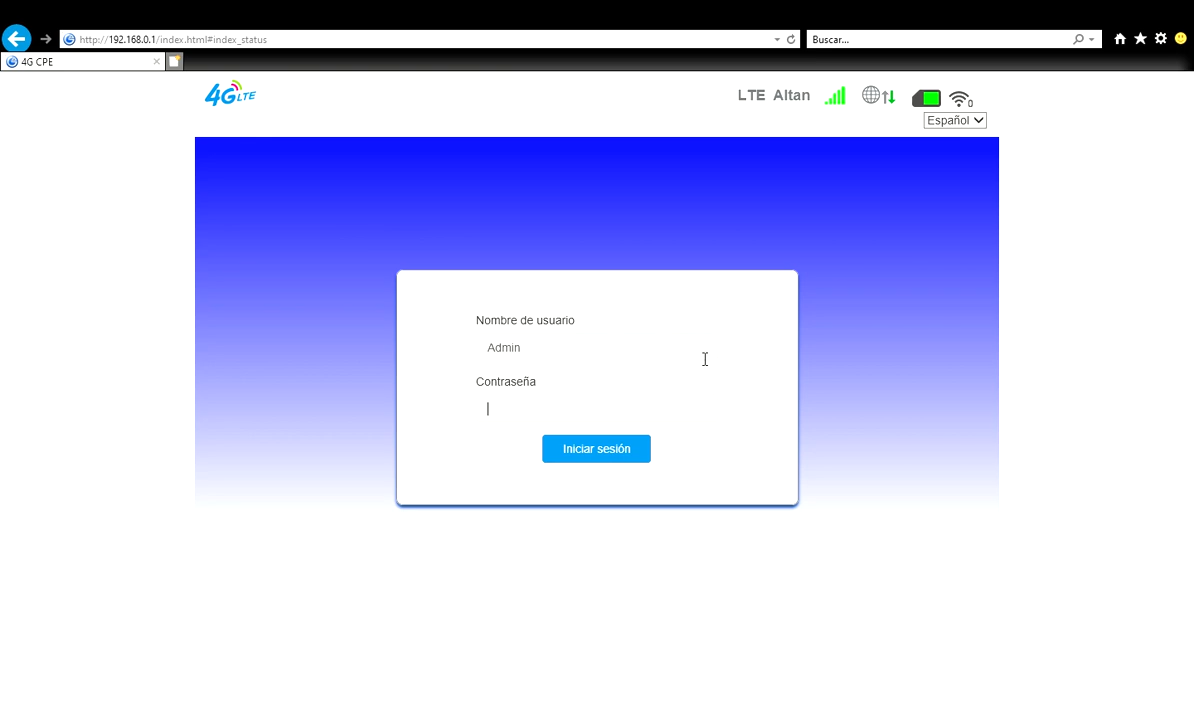 http://192.168.0.1/index.html#index_status
Buscar...
4G CPE
4G LTE
LTE Altan
0
Español
Nombre de usuario
Admin
Contraseña
Iniciar sesión